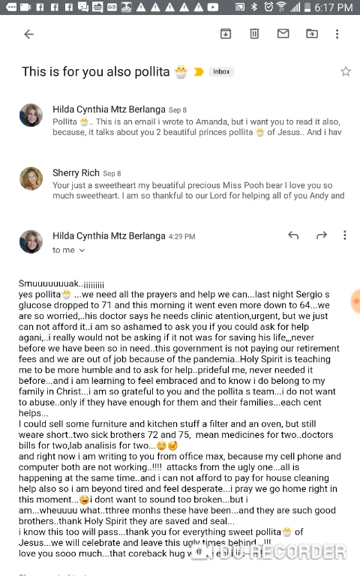 6:17 PM
This is for you also pollita 🐣 Inbox
Hilda Cynthia Mtz Berlanga Sep 8
Pollita 🐣.. This is an email i wrote to Amanda, but i want you to read it also,
because, it talks about you 2 beautiful princes pollita 🐣 of Jesus.. And i hav
Sherry Rich Sep 8
Your just a sweetheart my beuatiful precious Miss Pooh bear I love you so
much sweetheart. I am so thankful to our Lord for helping all of you Andy and
Hilda Cynthia Mtz Berlanga 4:29 PM
to me
Smuuuuuuak..¡¡¡¡¡¡¡¡¡
yes pollita🐣 ...we need all the prayers and help we can...last night Sergio s
glucose dropped to 71 and this morning it went even more down to 64...we
are so worried,..his doctor says he needs clinic atention,urgent, but we just
can not afford it..i am so ashamed to ask you if you could ask for help
agani,..i really would not be asking if it was not for saving his life,,,never
before we have been so in need..this government is not paying our retirement
fees and we are out of job because of the pandemia..Holy Spirit is teaching
me to be more humble and to ask for help..prideful me, never needed it
before...and i am learning to feel embraced and to know i do belong to my
family in Christ...i am so grateful to you and the pollita s team...i do not want
to abuse..only if they have enough for them and their families...each cent
helps...
I could sell some furniture and kitchen stuff a filter and an oven, but still
weare short..two sick brothers 72 and 75, mean medicines for two..doctors
bills for two,lab analisis for two..
and right now i am writing to you from office max, because my cell phone and
computer both are not working..!!!! attacks from the ugly one...all is
happening at the same time..and i can not afford to pay for house cleaning
help also so i am beyond tired and feel desperate...i pray we go home right in
this moment...i dont want to sound too broken...but i
am...wheuuuu what..tthree monhs these have been...and they are such good
brothers..thank Holy Spirit they are saved and seal...
i know this too will pass...thank you for everything sweet pollita🐣 of
Jesus...we will celebrate and leave this ugly times behind..!!!
love you sooo much...that coreback hug
RECORDER